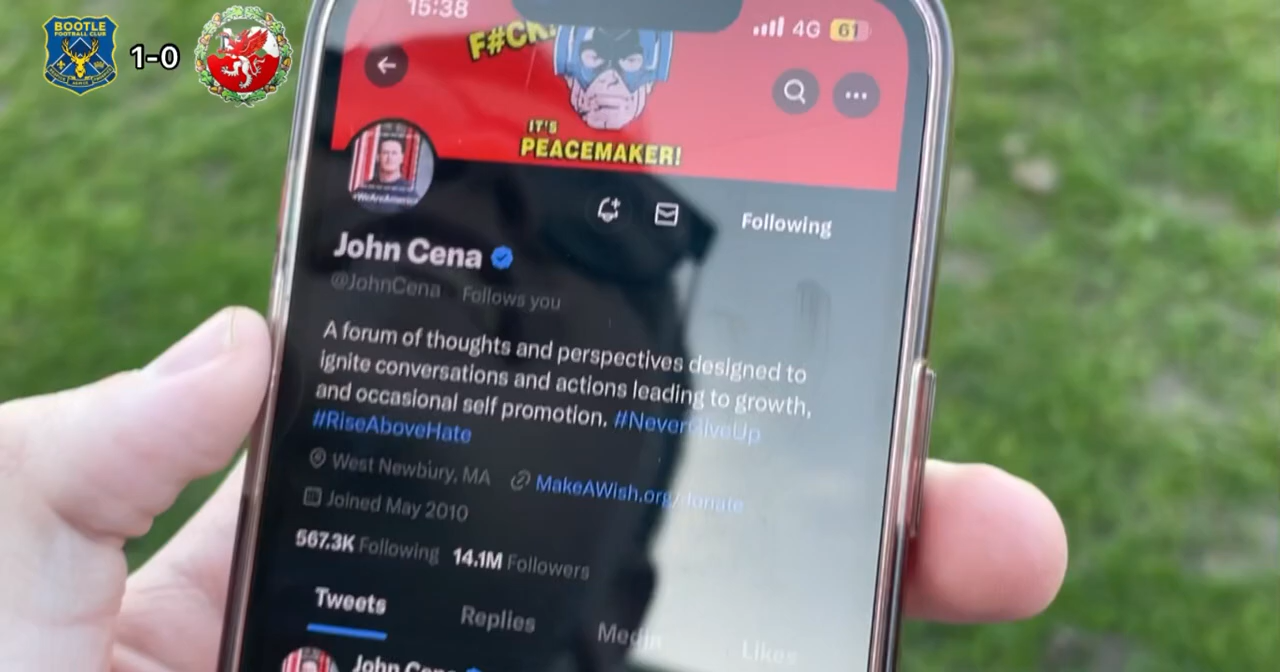 BOOTLE
FOOTBALL CLUB
1-0
15:38
4G
61
F#CK!
IT'S
PEACEMAKER!
#WeAreAmerica
Following
John Cena
@JohnCena Follows you
A forum of thoughts and perspectives designed to
ignite conversations and actions leading to growth,
and occasional self promotion. #NeverGiveUp
#RiseAboveHate
West Newbury, MA MakeAWish.org/donate
Joined May 2010
567.3K Following 14.1M Followers
Tweets Replies Media Likes
John Cena